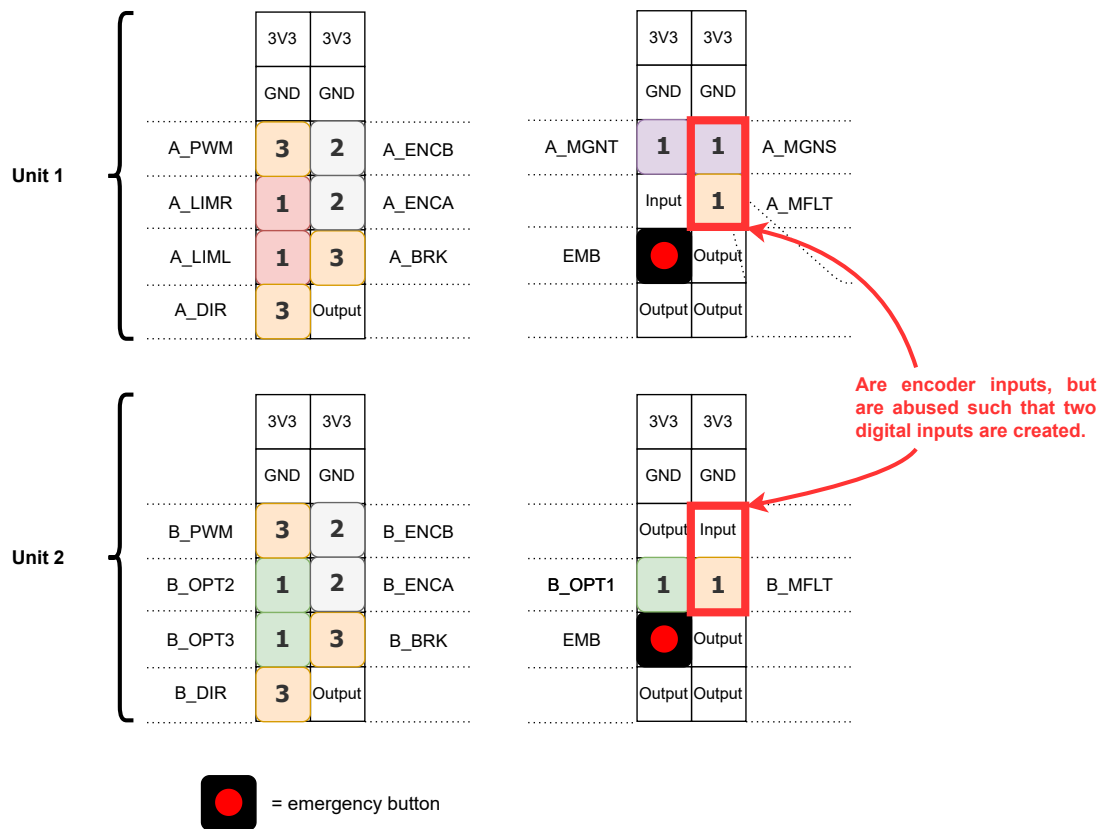 3V3 3V3 3V3 3V3
GND GND GND GND
A_PWM 3 2 A_ENCB A_MGNT 1 1 A_MGNS
Unit 1
A_LIMR 1 2 A_ENCA Input 1 A_MFLT
A_LIML 1 3 A_BRK EMB Output
A_DIR 3 Output Output Output
Are encoder inputs, but
are abused such that two
digital inputs are created.
3V3 3V3 3V3 3V3
GND GND GND GND
B_PWM 3 2 B_ENCB Output Input
Unit 2
B_OPT2 1 2 B_ENCA B_OPT1 1 1 B_MFLT
B_OPT3 1 3 B_BRK EMB Output
B_DIR 3 Output Output Output
= emergency button